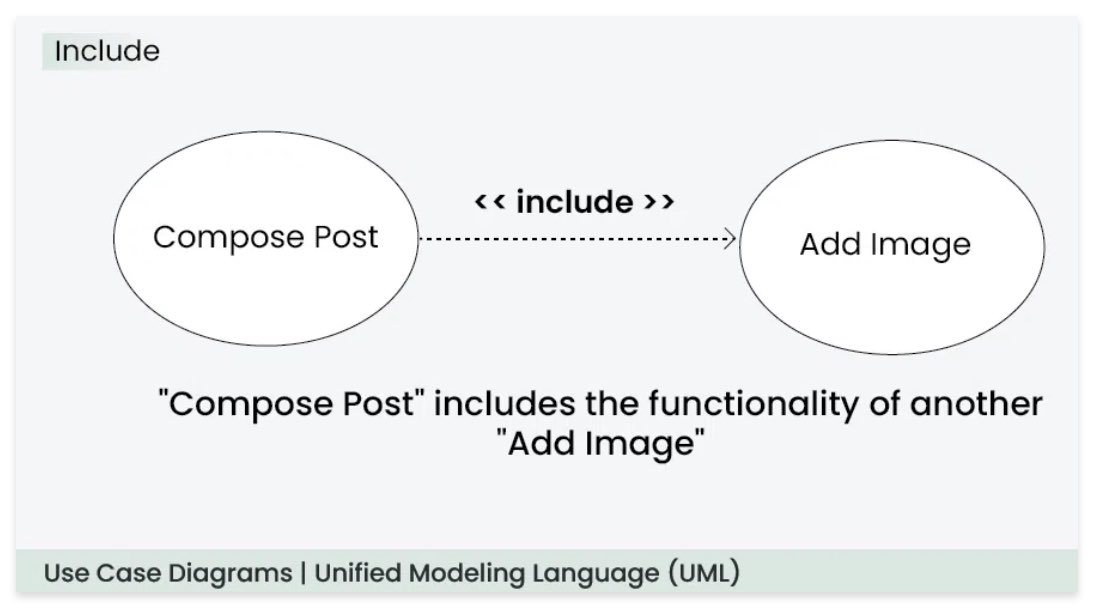 Include
<< include >>
Compose Post
Add Image
"Compose Post" includes the functionality of another
"Add Image"
Use Case Diagrams | Unified Modeling Language (UML)